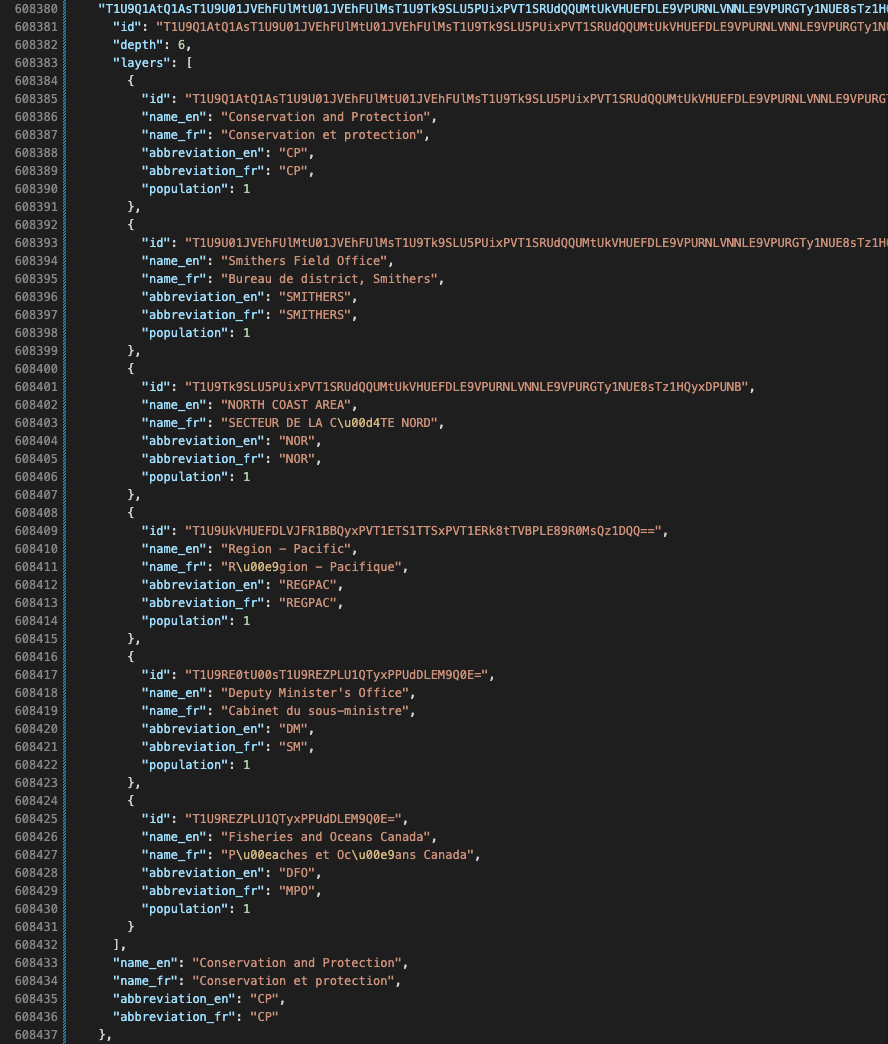 608380 "T1U9Q1AtQ1AsT1U9U01JVEhFUlMtU01JVEhFUlMsT1U9Tk9SLU5PUixPVT1SRUdQQUMtUkVHUEFDLE9VPURNLVNNLE9VPURGTy1NUE8sTz1H
608381 "id": "T1U9Q1AtQ1AsT1U9U01JVEhFUlMtU01JVEhFUlMsT1U9Tk9SLU5PUixPVT1SRUdQQUMtUkVHUEFDLE9VPURNLVNNLE9VPURGTy1N
608382 "depth": 6,
608383 "layers": [
608384 {
608385 "id": "T1U9Q1AtQ1AsT1U9U01JVEhFUlMtU01JVEhFUlMsT1U9Tk9SLU5PUixPVT1SRUdQQUMtUkVHUEFDLE9VPURNLVNNLE9VPURG
608386 "name_en": "Conservation and Protection",
608387 "name_fr": "Conservation et protection",
608388 "abbreviation_en": "CP",
608389 "abbreviation_fr": "CP",
608390 "population": 1
608391 },
608392 {
608393 "id": "T1U9U01JVEhFUlMtU01JVEhFUlMsT1U9Tk9SLU5PUixPVT1SRUdQQUMtUkVHUEFDLE9VPURNLVNNLE9VPURGTy1NUE8sTz1H
608394 "name_en": "Smithers Field Office",
608395 "name_fr": "Bureau de district, Smithers",
608396 "abbreviation_en": "SMITHERS",
608397 "abbreviation_fr": "SMITHERS",
608398 "population": 1
608399 },
608400 {
608401 "id": "T1U9Tk9SLU5PUixPVT1SRUdQQUMtUkVHUEFDLE9VPURNLVNNLE9VPURGTy1NUE8sTz1HQyxDPUNB",
608402 "name_en": "NORTH COAST AREA",
608403 "name_fr": "SECTEUR DE LA C\u00d4TE NORD",
608404 "abbreviation_en": "NOR",
608405 "abbreviation_fr": "NOR",
608406 "population": 1
608407 },
608408 {
608409 "id": "T1U9UkVHUEFDLVJFR1BBQyxPVT1ETS1TTSxPVT1ERk8tTVBPLE89R0MsQz1DQQ==",
608410 "name_en": "Region – Pacific",
608411 "name_fr": "R\u00e9gion – Pacifique",
608412 "abbreviation_en": "REGPAC",
608413 "abbreviation_fr": "REGPAC",
608414 "population": 1
608415 },
608416 {
608417 "id": "T1U9RE0tU00sT1U9REZPLU1QTyxPPUdDLEM9Q0E=",
608418 "name_en": "Deputy Minister's Office",
608419 "name_fr": "Cabinet du sous-ministre",
608420 "abbreviation_en": "DM",
608421 "abbreviation_fr": "SM",
608422 "population": 1
608423 },
608424 {
608425 "id": "T1U9REZPLU1QTyxPPUdDLEM9Q0E=",
608426 "name_en": "Fisheries and Oceans Canada",
608427 "name_fr": "P\u00eaches et Oc\u00e9ans Canada",
608428 "abbreviation_en": "DFO",
608429 "abbreviation_fr": "MPO",
608430 "population": 1
608431 }
608432 ],
608433 "name_en": "Conservation and Protection",
608434 "name_fr": "Conservation et protection",
608435 "abbreviation_en": "CP",
608436 "abbreviation_fr": "CP"
608437 },